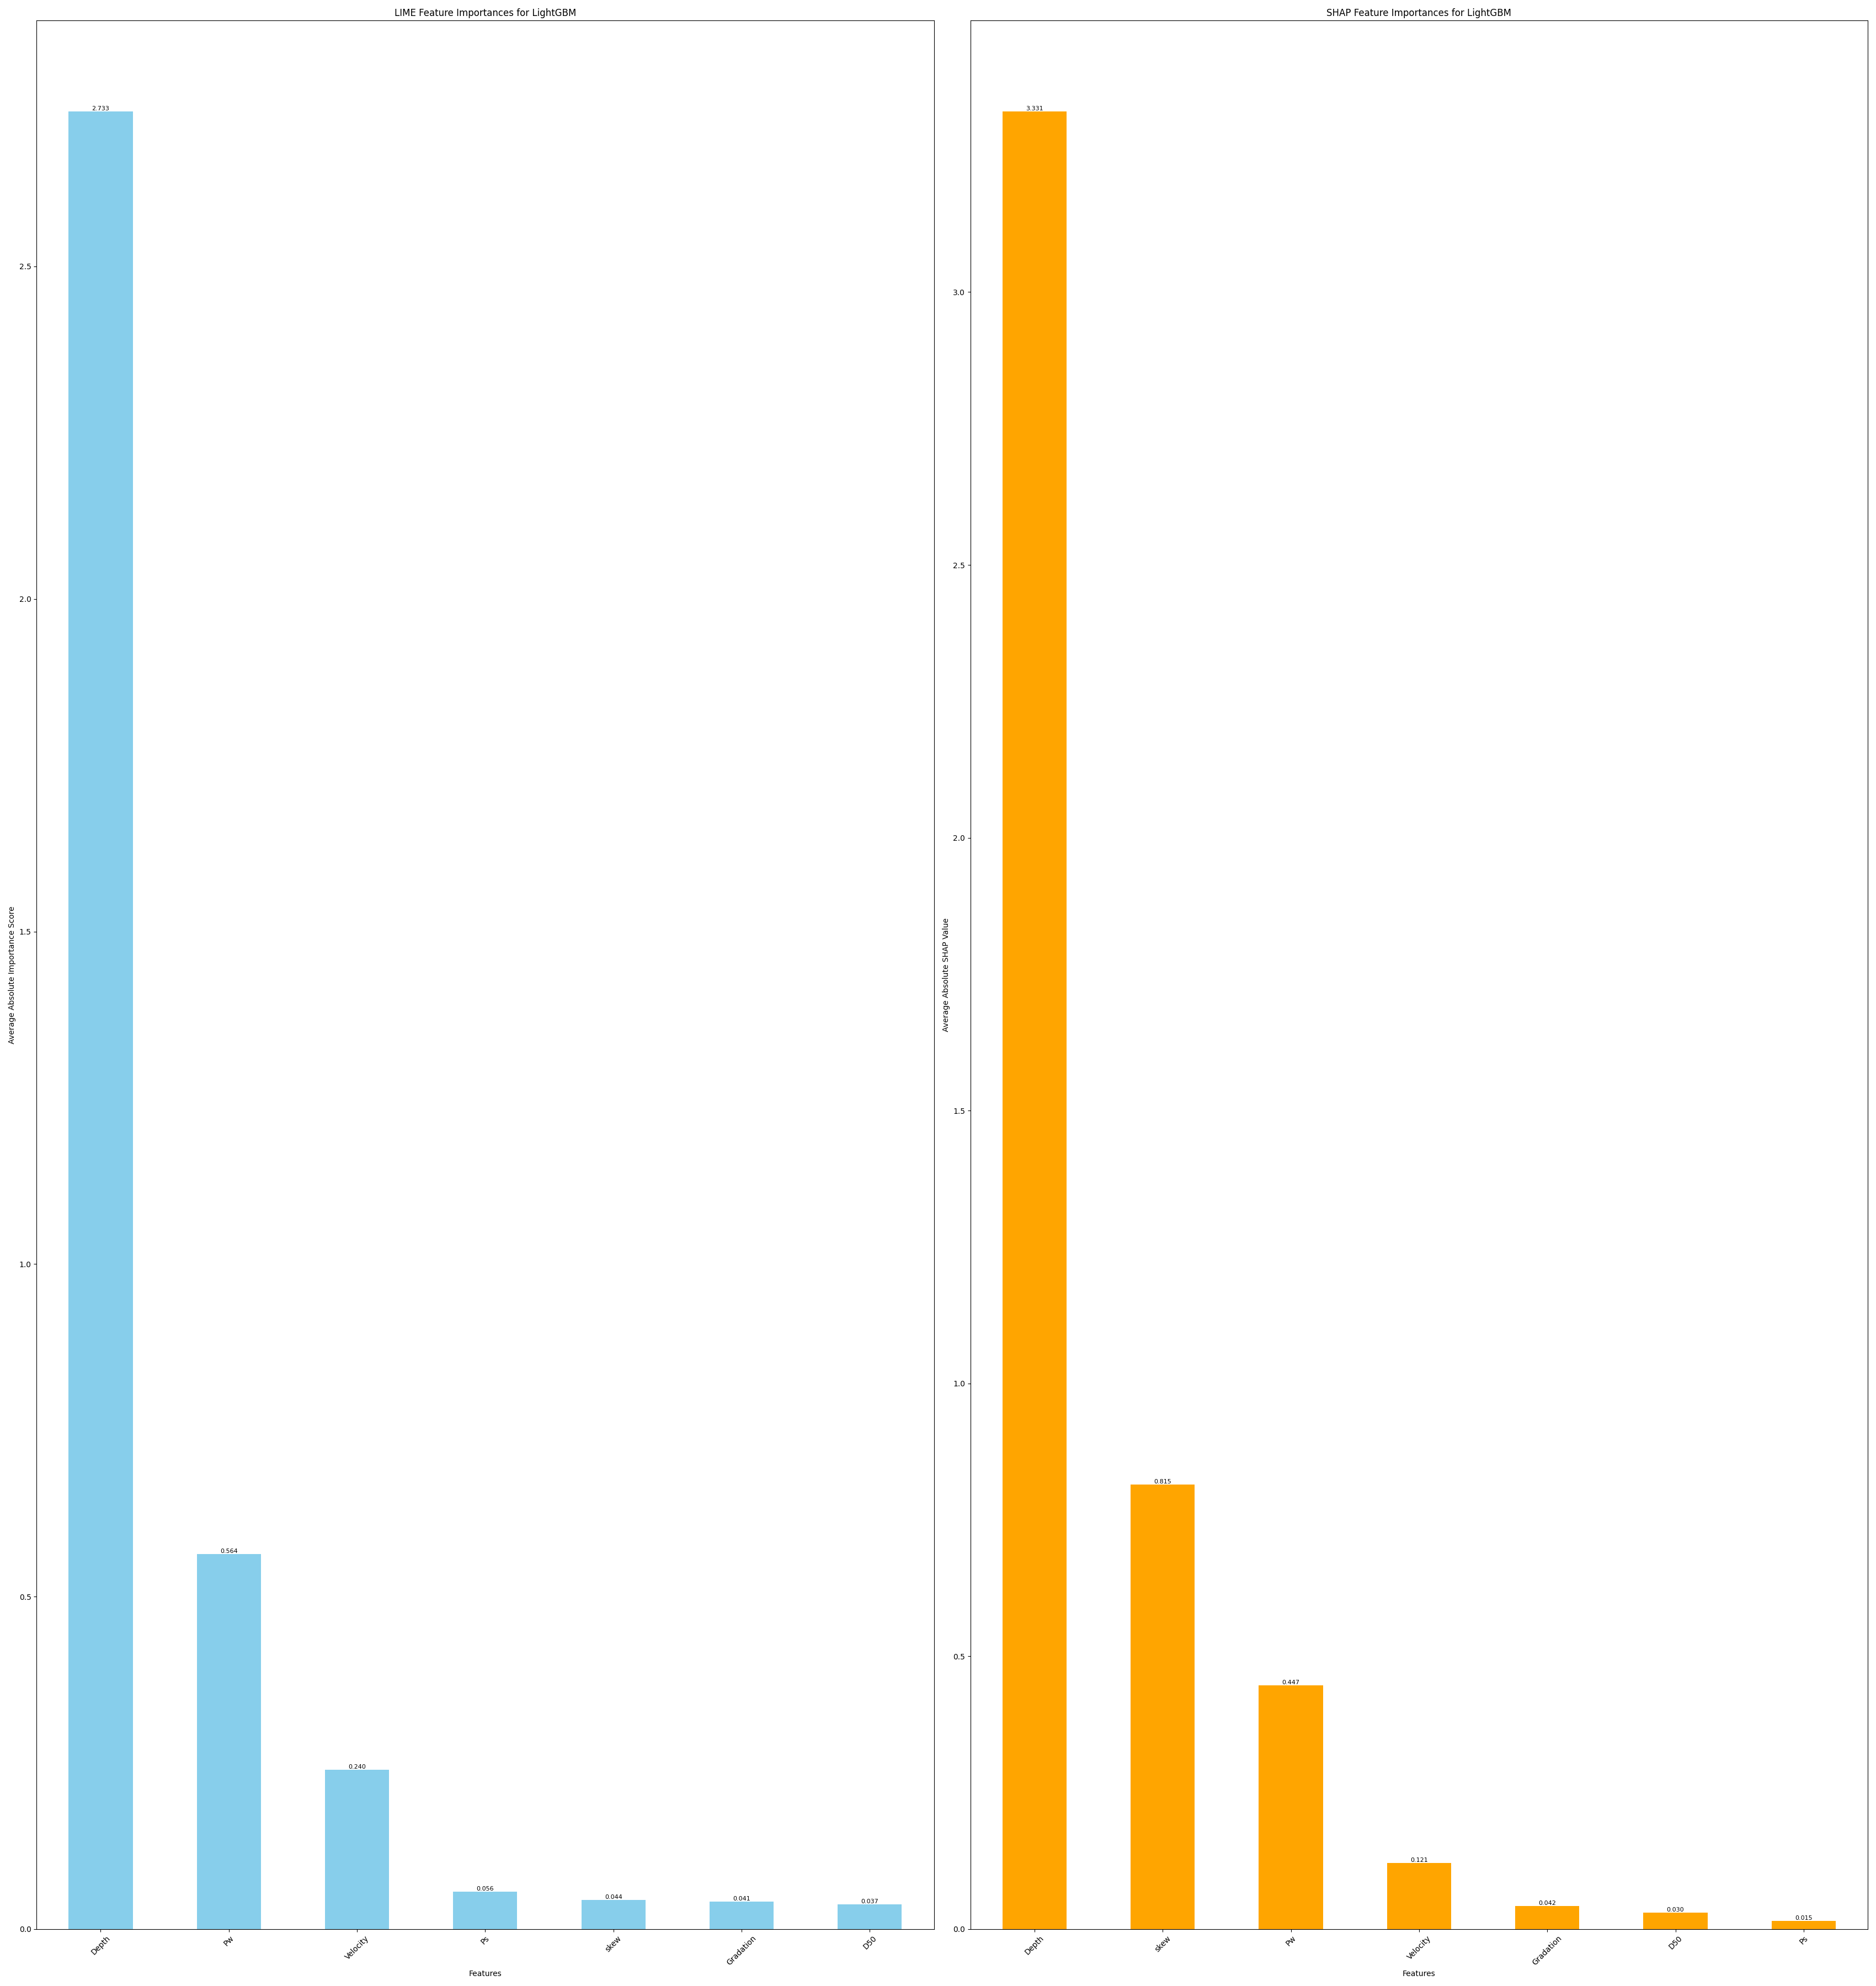 LIME Feature Importances for LightGBM
2.733
2.5
2.0
1.5
1.0
0.5
0.0
Average Absolute Importance Score
0.564
0.240
0.056
0.044
0.041
0.037
Depth
Pw
Velocity
Ps
skew
Gradation
D50
Features
SHAP Feature Importances for LightGBM
3.331
3.0
2.5
2.0
1.5
1.0
0.5
0.0
Average Absolute SHAP Value
0.815
0.447
0.121
0.042
0.030
0.015
Depth
skew
Pw
Velocity
Gradation
D50
Ps
Features